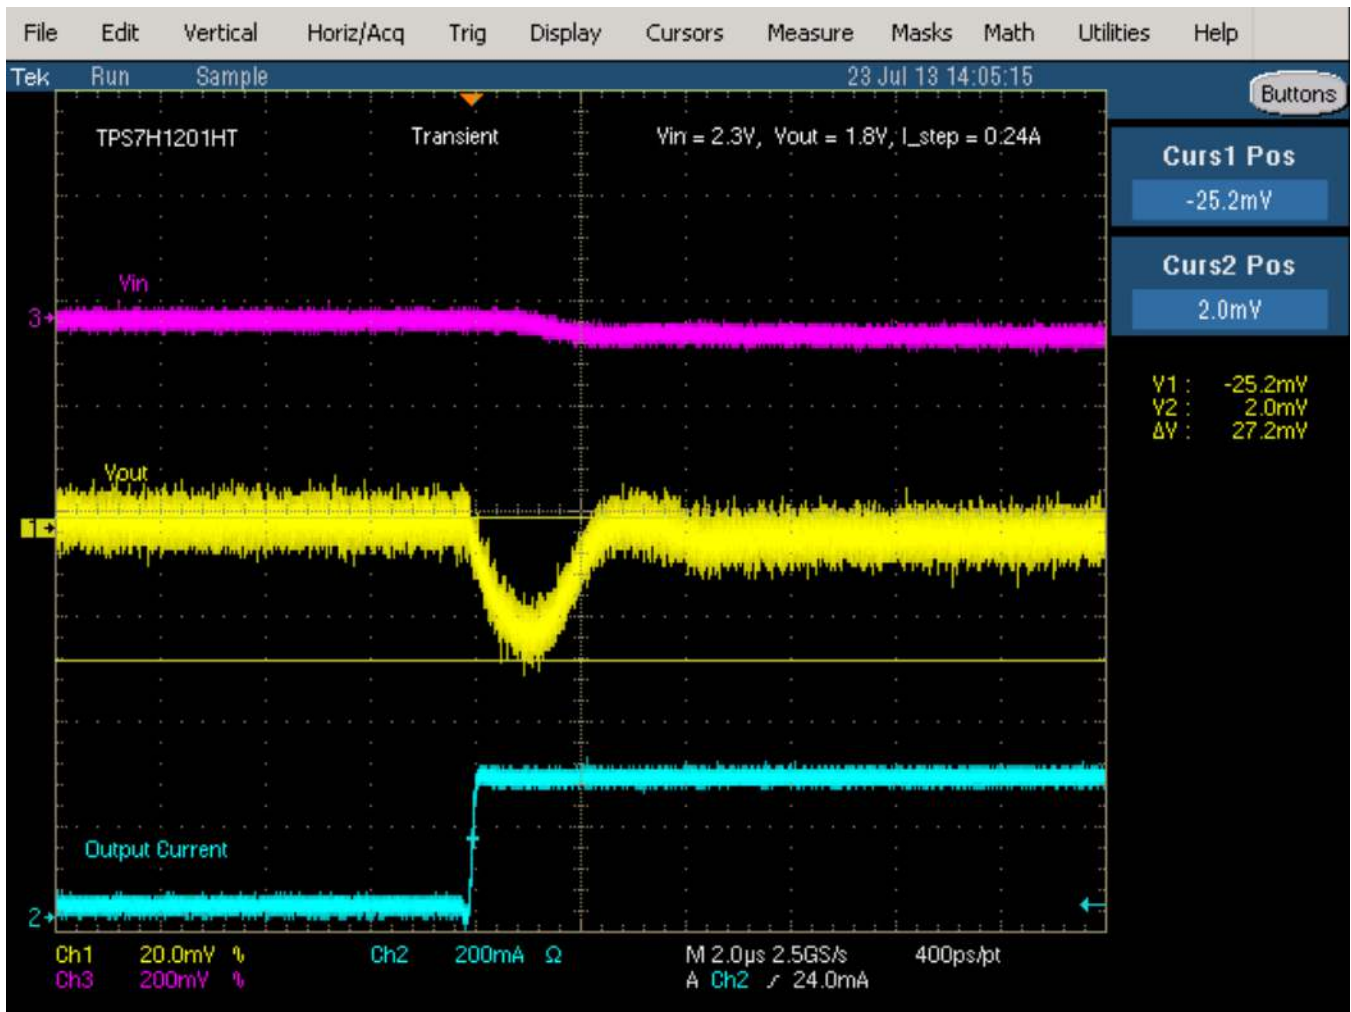 File Edit Vertical Horiz/Acq Trig Display Cursors Measure Masks Math Utilities Help
Tek Run Sample 23 Jul 13 14:05:15 Buttons
TPS7H1201HT Transient Vin = 2.3V, Vout = 1.8V, I_step = 0.24A
Curs1 Pos
-25.2mV
Curs2 Pos
2.0mV
Vin
3
V1 : -25.2mV
V2 : 2.0mV
ΔV : 27.2mV
Vout
1
Output Current
2
Ch1 20.0mV Ch2 200mA Ω M 2.0µs 2.5GS/s 400ps/pt
Ch3 200mV A Ch2 24.0mA